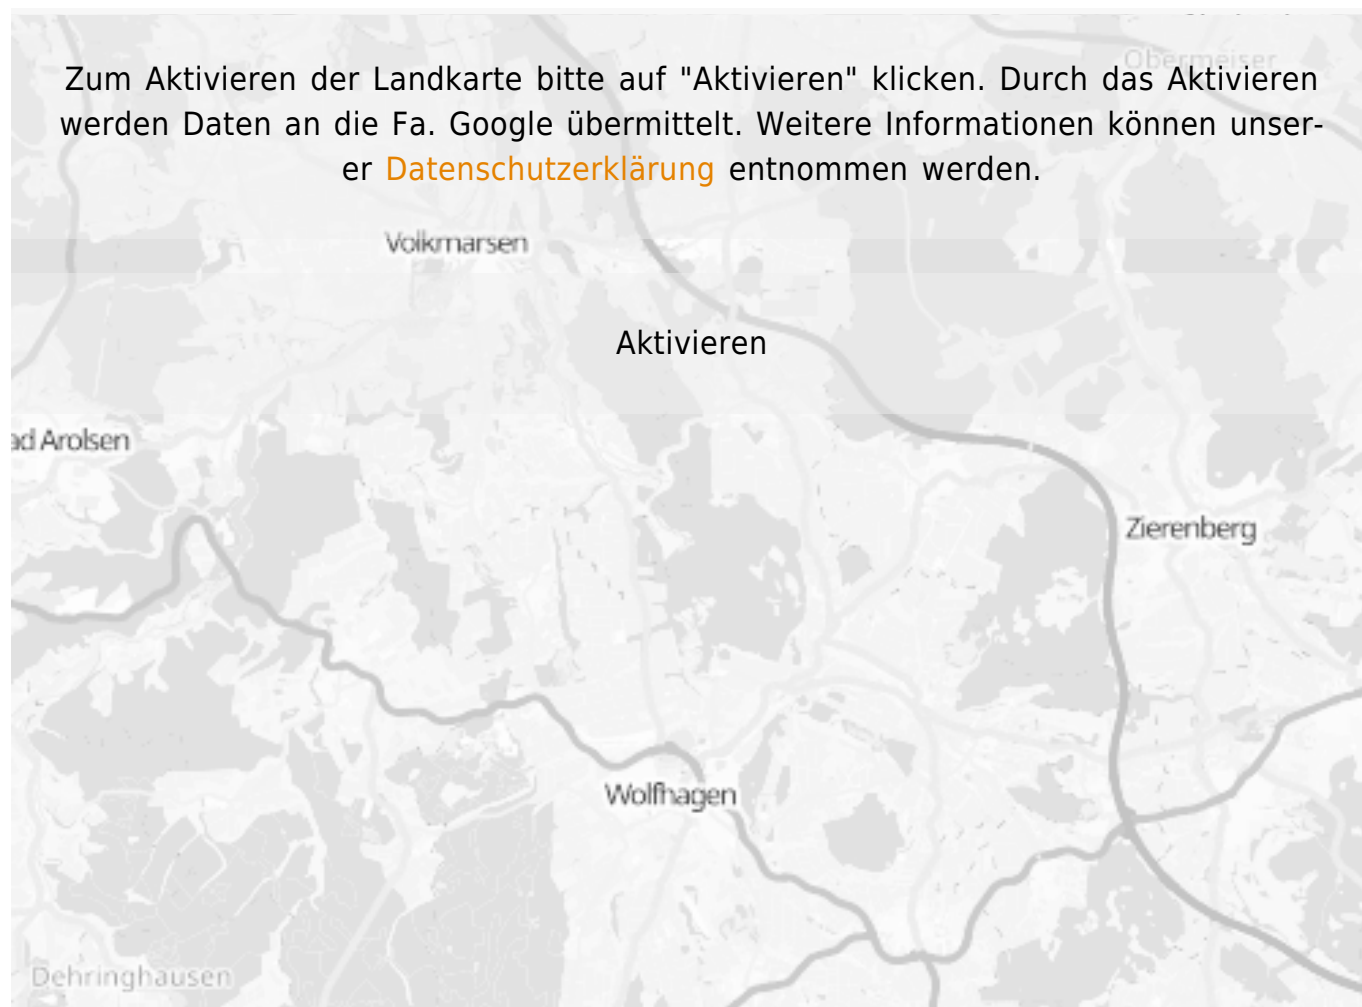 Obermeiser
Zum Aktivieren der Landkarte bitte auf "Aktivieren" klicken. Durch das Aktivieren
werden Daten an die Fa. Google übermittelt. Weitere Informationen können unser-
er Datenschutzerklärung entnommen werden.
Volkmarsen
Aktivieren
ad Arolsen
Zierenberg
Wolfhagen
Dehringhausen